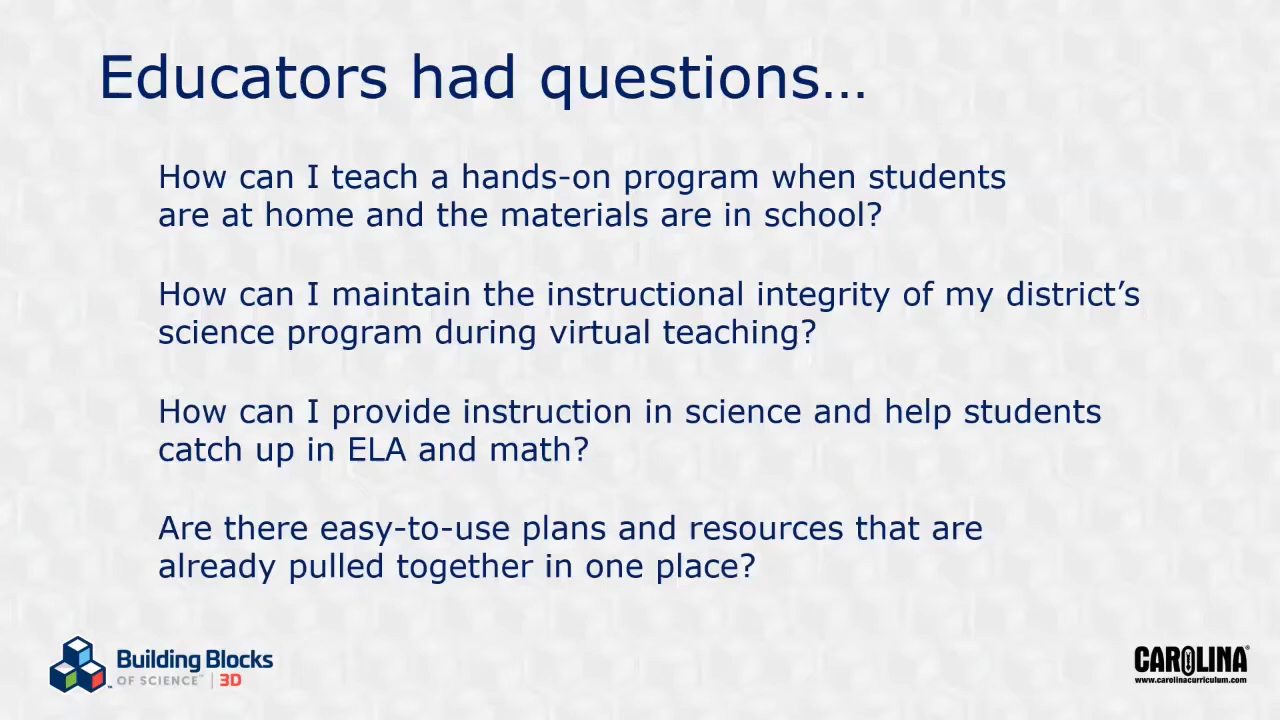 Educators had questions…
How can I teach a hands-on program when students
are at home and the materials are in school?
How can I maintain the instructional integrity of my district’s
science program during virtual teaching?
How can I provide instruction in science and help students
catch up in ELA and math?
Are there easy-to-use plans and resources that are
already pulled together in one place?
Building Blocks
OF SCIENCE™ | 3D
CAROLINA®
www.carolinacurriculum.com